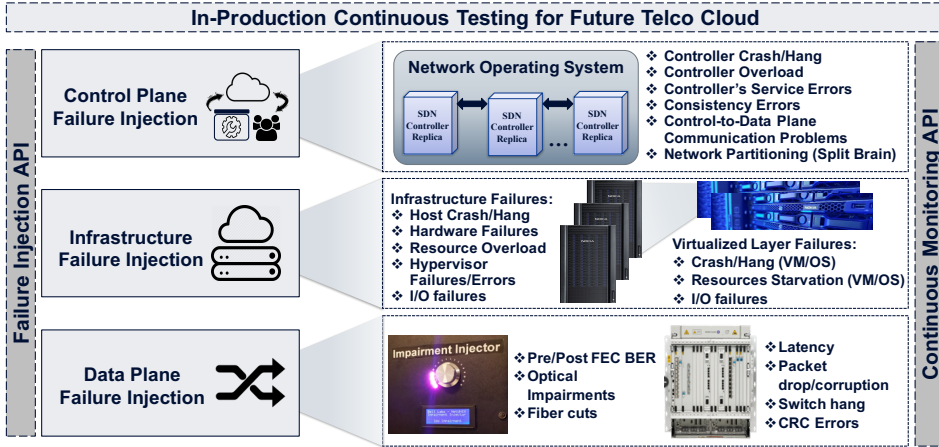 In-Production Continuous Testing for Future Telco Cloud
Failure Injection API
Control Plane
Failure Injection
Network Operating System
SDN
Controller
Replica
SDN
Controller
Replica
...
SDN
Controller
Replica
❖ Controller Crash/Hang
❖ Controller Overload
❖ Controller's Service Errors
❖ Consistency Errors
❖ Control-to-Data Plane
Communication Problems
❖ Network Partitioning (Split Brain)
Infrastructure
Failure Injection
Infrastructure Failures:
❖ Host Crash/Hang
❖ Hardware Failures
❖ Resource Overload
❖ Hypervisor
Failures/Errors
❖ I/O failures
NOKIA
Virtualized Layer Failures:
❖ Crash/Hang (VM/OS)
❖ Resources Starvation (VM/OS)
❖ I/O failures
Data Plane
Failure Injection
Impairment Injector
❖ Pre/Post FEC BER
❖ Optical
Impairments
❖ Fiber cuts
❖ Latency
❖ Packet
drop/corruption
❖ Switch hang
❖ CRC Errors
Continuous Monitoring API